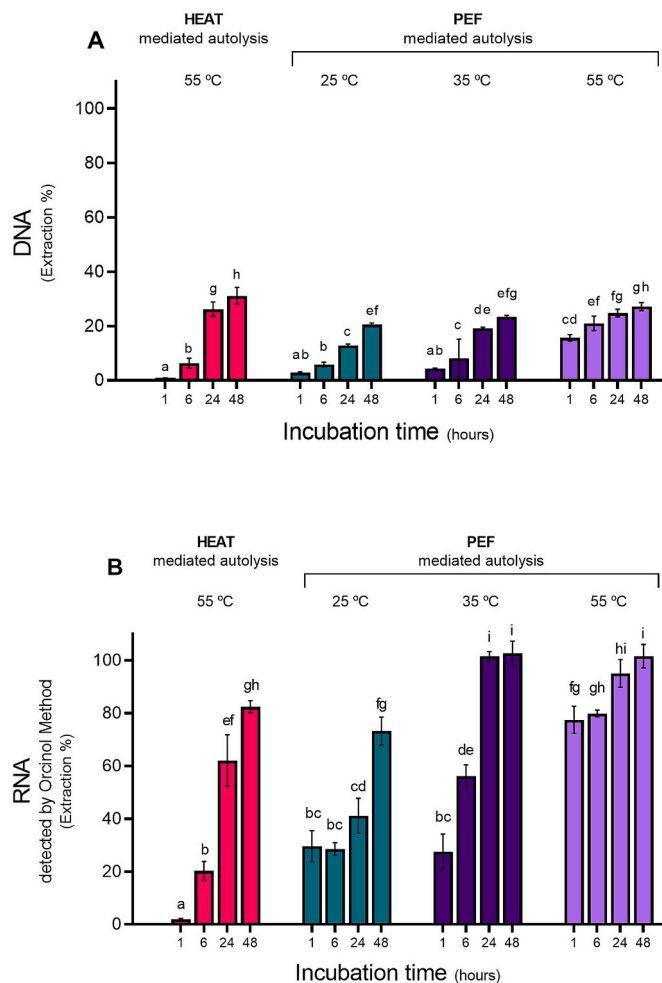 HEAT
mediated autolysis
PEF
mediated autolysis
A
55 ºC
25 ºC
35 ºC
55 ºC
DNA
(Extraction %)
100
80
60
40
20
0
a
b
g
h
ab
b
c
ef
ab
c
de
efg
cd
ef
fg
gh
1 6 24 48
1 6 24 48
1 6 24 48
1 6 24 48
Incubation time (hours)
HEAT
mediated autolysis
PEF
mediated autolysis
B
55 ºC
25 ºC
35 ºC
55 ºC
RNA
detected by Orcinol Method
(Extraction %)
100
80
60
40
20
0
a
b
ef
gh
bc
bc
cd
fg
bc
de
i
i
fg
gh
hi
i
1 6 24 48
1 6 24 48
1 6 24 48
1 6 24 48
Incubation time (hours)